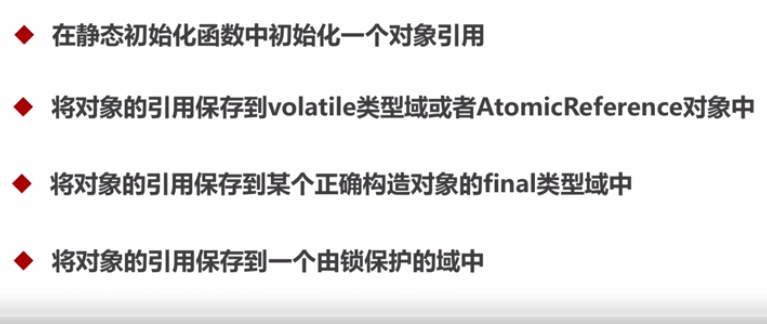 在静态初始化函数中初始化一个对象引用
将对象的引用保存到volatile类型域或者AtomicReference对象中
将对象的引用保存到某个正确构造对象的final类型域中
将对象的引用保存到一个由锁保护的域中